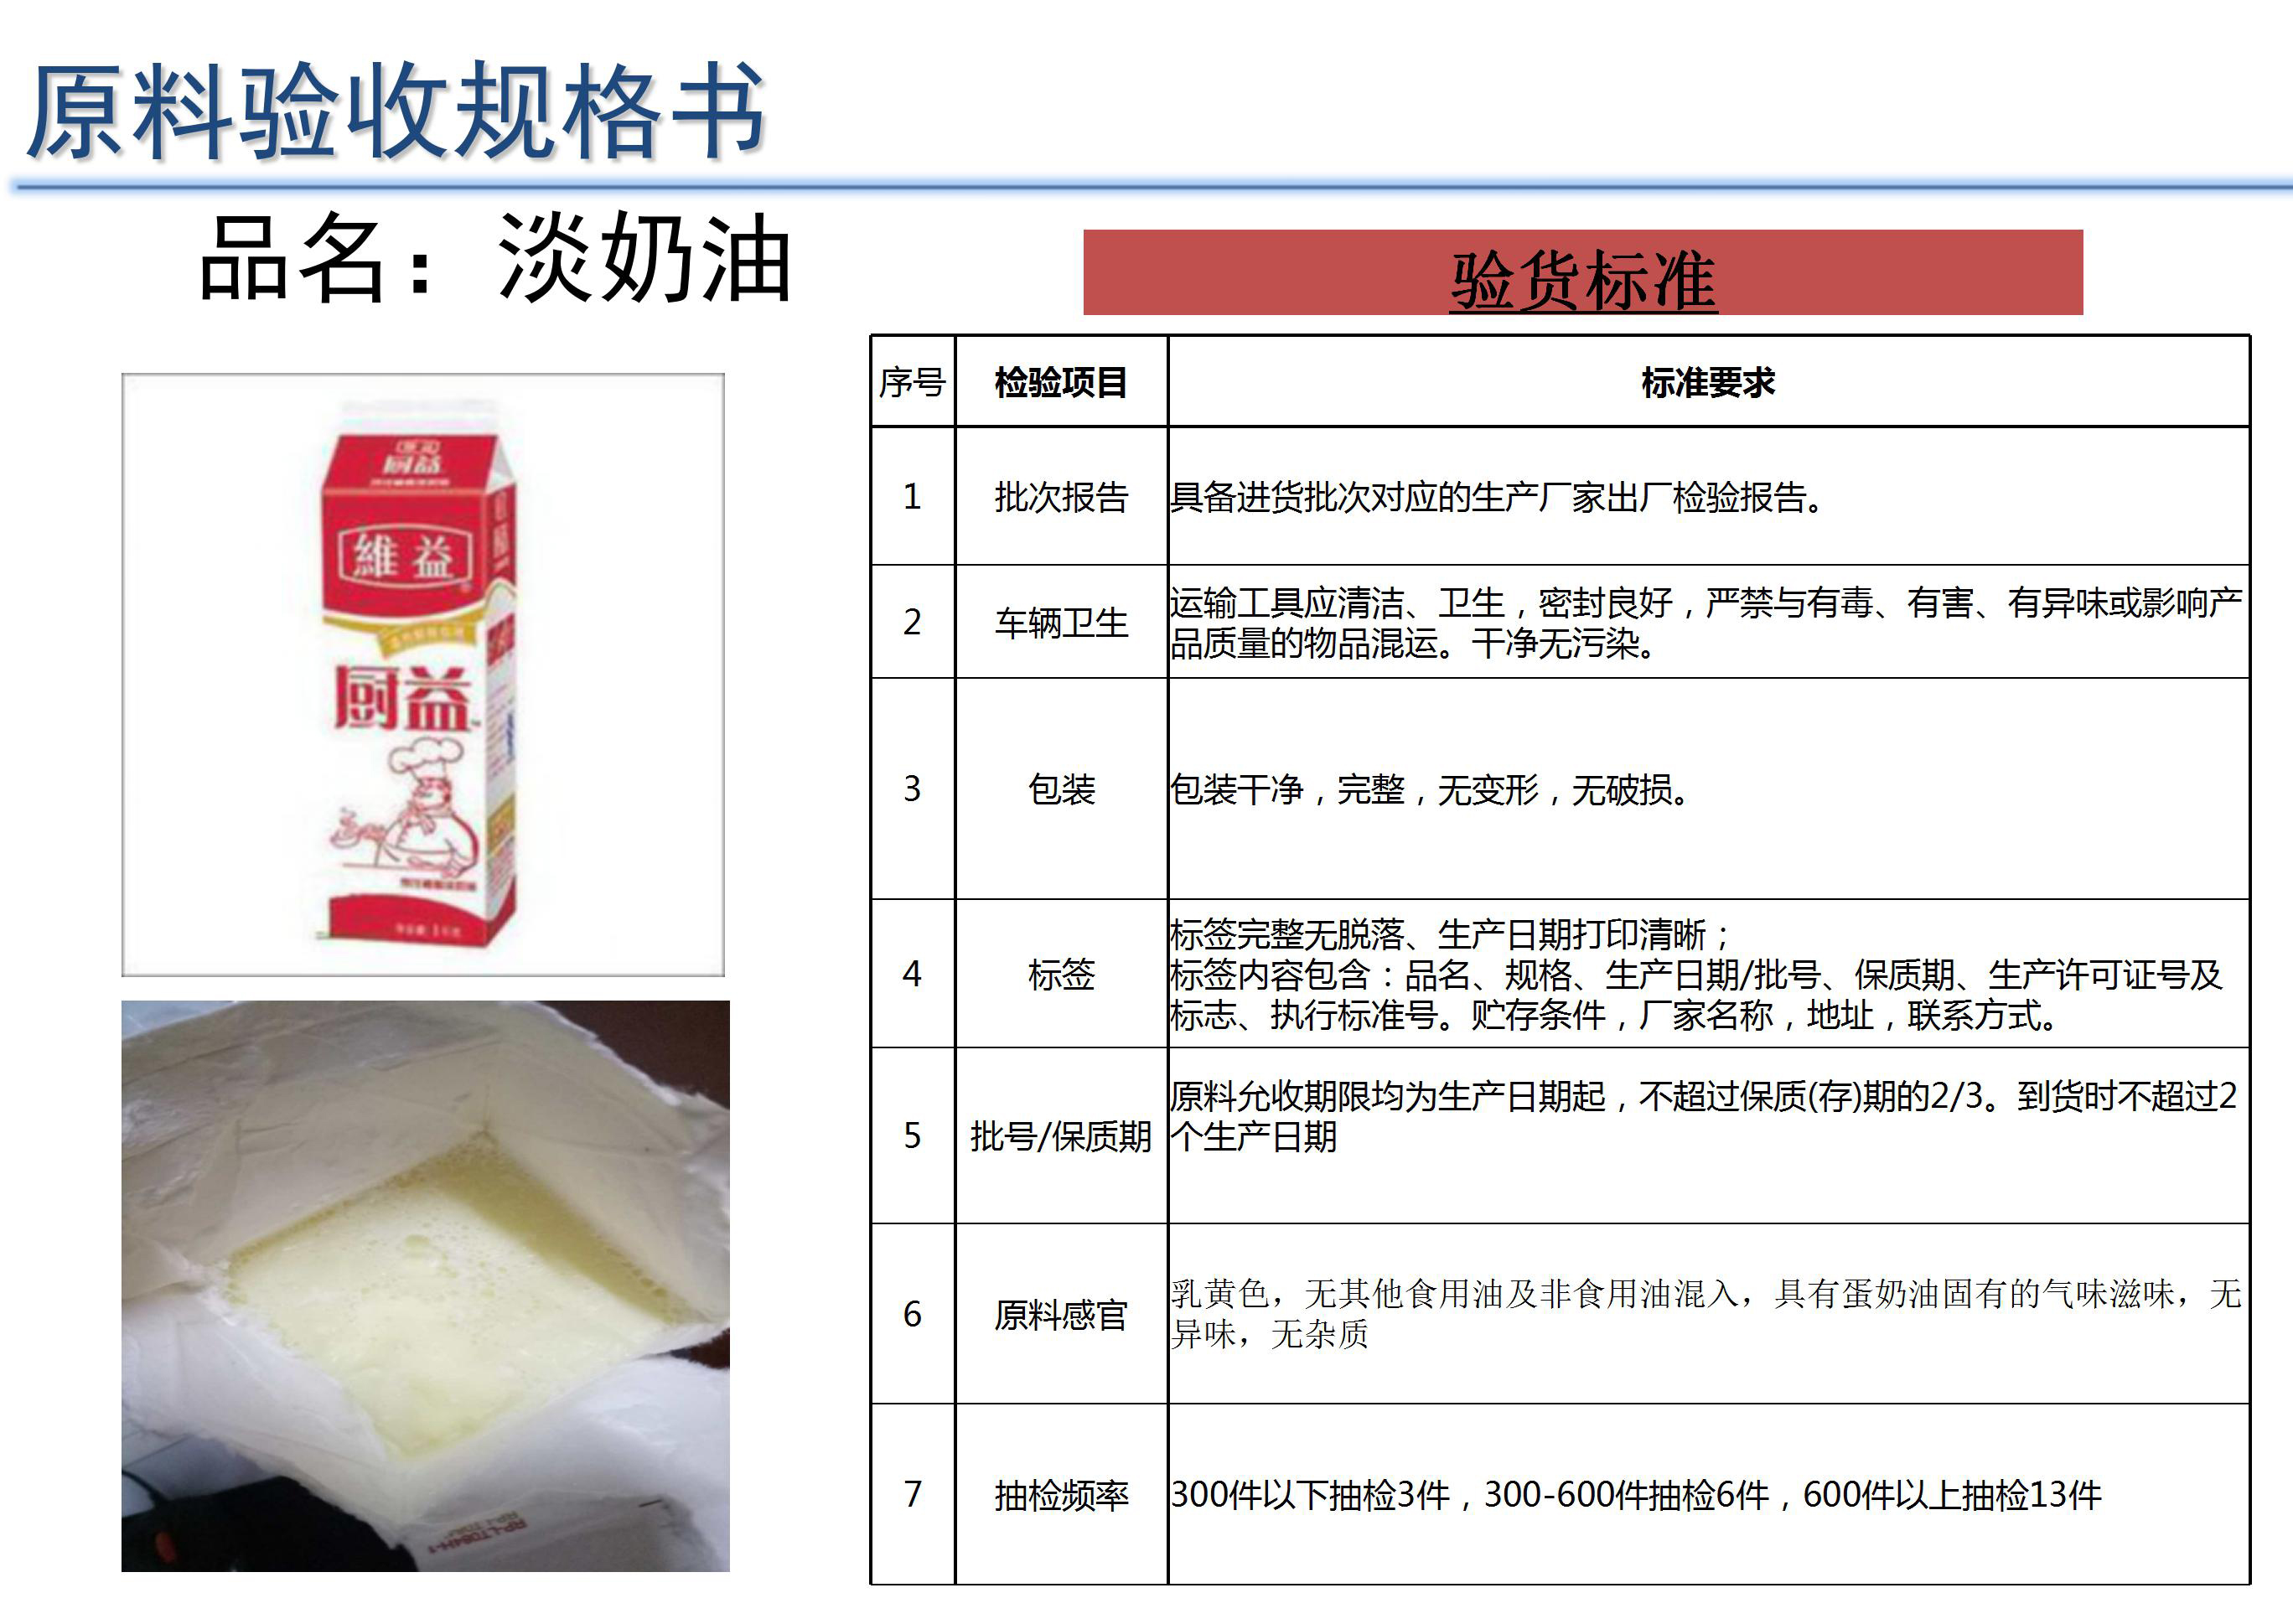 原料验收规格书
品名：淡奶油
验货标准
厨益
維益
厨益
序号 检验项目 标准要求
1 批次报告 具备进货批次对应的生产厂家出厂检验报告。
2 车辆卫生 运输工具应清洁、卫生，密封良好，严禁与有毒、有害、有异味或影响产
品质量的物品混运。干净无污染。
3 包装 包装干净，完整，无变形，无破损。
4 标签 标签完整无脱落、生产日期打印清晰；
标签内容包含：品名、规格、生产日期/批号、保质期、生产许可证号及
标志、执行标准号。贮存条件，厂家名称，地址，联系方式。
5 批号/保质期 原料允收期限均为生产日期起，不超过保质(存)期的2/3。到货时不超过2
个生产日期
6 原料感官 乳黄色，无其他食用油及非食用油混入，具有蛋奶油固有的气味滋味，无
异味，无杂质
7 抽检频率 300件以下抽检3件，300-600件抽检6件，600件以上抽检13件